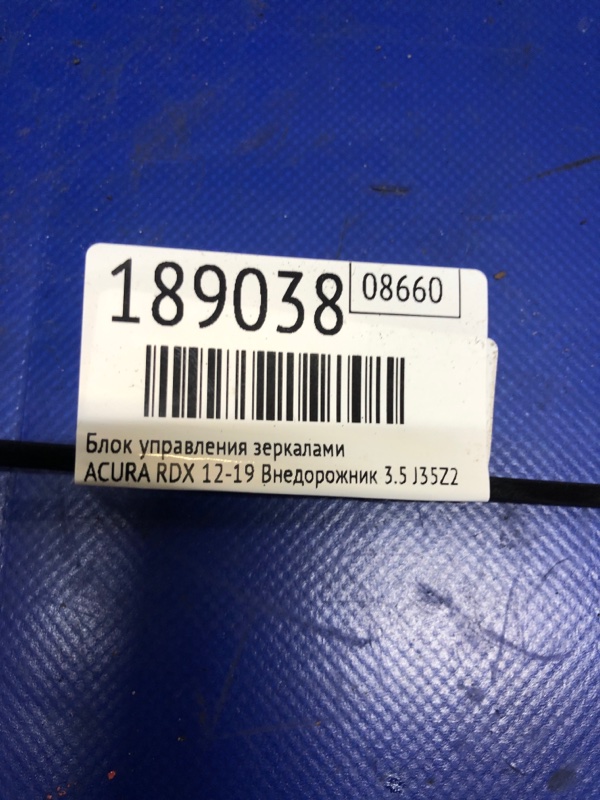 189038
08660
Блок управления зеркалами
ACURA RDX 12-19 Внедорожник 3.5 J35Z2